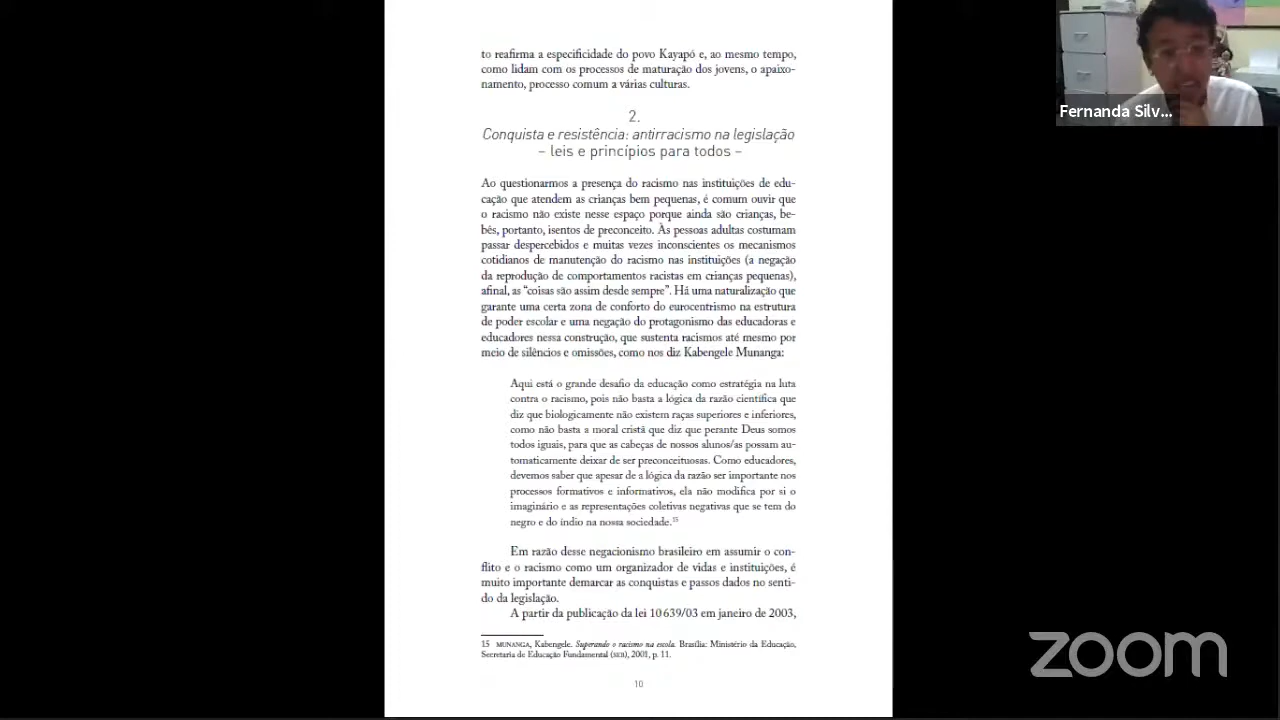 to reafirma a especificidade do povo Kayapó e, ao mesmo tempo,
como lidam com os processos de maturação dos jovens, o apaixo-
namento, processo comum a várias culturas.
2.
Conquista e resistência: antirracismo na legislação
– leis e princípios para todos –
Ao questionarmos a presença do racismo nas instituições de edu-
cação que atendem as crianças bem pequenas, é comum ouvir que
o racismo não existe nesse espaço porque ainda são crianças, be-
bês, portanto, isentos de preconceito. Às pessoas adultas costumam
passar despercebidos e muitas vezes inconscientes os mecanismos
cotidianos de manutenção do racismo nas instituições (a negação
da reprodução de comportamentos racistas em crianças pequenas),
afinal, as “coisas são assim desde sempre”. Há uma naturalização que
garante uma certa zona de conforto do eurocentrismo na estrutura
de poder escolar e uma negação do protagonismo das educadoras e
educadores nessa construção, que sustenta racismos até mesmo por
meio de silêncios e omissões, como nos diz Kabengele Munanga:
Aqui está o grande desafio da educação como estratégia na luta
contra o racismo, pois não basta a lógica da razão científica que
diz que biologicamente não existem raças superiores e inferiores,
como não basta a moral cristã que diz que perante Deus somos
todos iguais, para que as cabeças de nossos alunos/as possam au-
tomaticamente deixar de ser preconceituosas. Como educadores,
devemos saber que apesar de a lógica da razão ser importante nos
processos formativos e informativos, ela não modifica por si o
imaginário e as representações coletivas negativas que se tem do
negro e do índio na nossa sociedade.15
Em razão desse negacionismo brasileiro em assumir o con-
flito e o racismo como um organizador de vidas e instituições, é
muito importante demarcar as conquistas e passos dados no senti-
do da legislação.
A partir da publicação da lei 10 639/03 em janeiro de 2003,
15 MUNANGA, Kabengele. Superando o racismo na escola. Brasília: Ministério da Educação,
Secretaria de Educação Fundamental (SEB), 2001, p. 11.
10
Fernanda Silv...
zoom